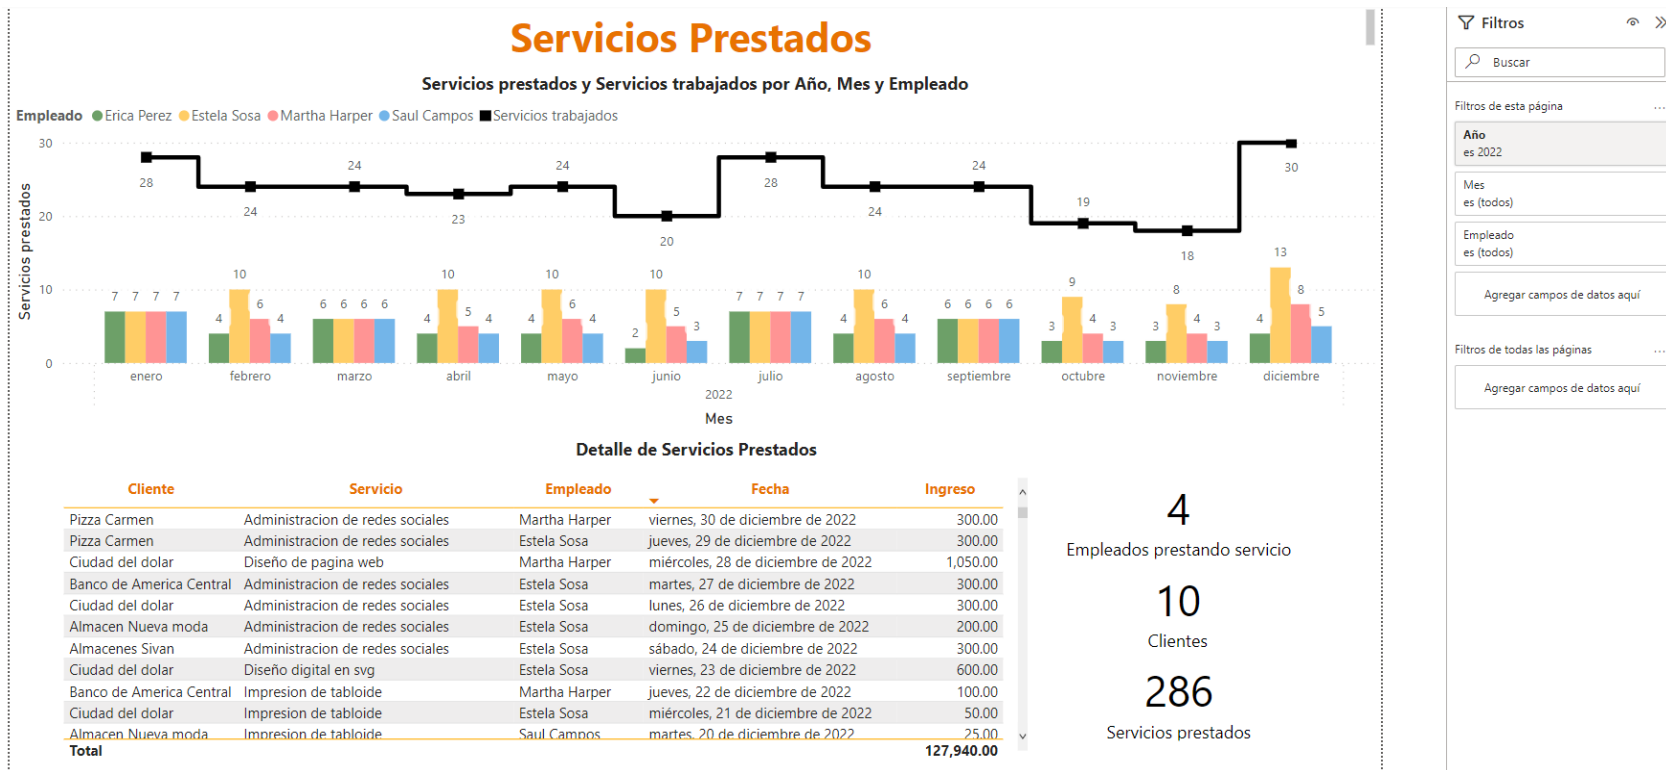 Servicios Prestados
Servicios prestados y Servicios trabajados por Año, Mes y Empleado
Empleado Erica Perez Estela Sosa Martha Harper Saul Campos Servicios trabajados
Servicios prestados
30
20
10
0
28 24 24 23 24 20 28 24 24 19 18 30
7 7 7 7
4 10 6 4
6 6 6 6
4 10 5 4
4 10 6 4
2 10 5 3
7 7 7 7
4 10 6 4
6 6 6 6
3 9 4 3
3 8 4 3
4 13 8 5
enero febrero marzo abril mayo junio julio agosto septiembre octubre noviembre diciembre
2022
Mes
Detalle de Servicios Prestados
Cliente Servicio Empleado Fecha Ingreso
Pizza Carmen Administracion de redes sociales Martha Harper viernes, 30 de diciembre de 2022 300.00
Pizza Carmen Administracion de redes sociales Estela Sosa jueves, 29 de diciembre de 2022 300.00
Ciudad del dolar Diseño de pagina web Martha Harper miércoles, 28 de diciembre de 2022 1,050.00
Banco de America Central Administracion de redes sociales Estela Sosa martes, 27 de diciembre de 2022 300.00
Ciudad del dolar Administracion de redes sociales Estela Sosa lunes, 26 de diciembre de 2022 300.00
Almacen Nueva moda Administracion de redes sociales Estela Sosa domingo, 25 de diciembre de 2022 200.00
Almacenes Sivan Administracion de redes sociales Estela Sosa sábado, 24 de diciembre de 2022 300.00
Ciudad del dolar Diseño digital en svg Estela Sosa viernes, 23 de diciembre de 2022 600.00
Banco de America Central Impresion de tabloide Martha Harper jueves, 22 de diciembre de 2022 100.00
Ciudad del dolar Impresion de tabloide Estela Sosa miércoles, 21 de diciembre de 2022 50.00
Almacen Nueva moda Impresion de tabloide Saul Campos martes, 20 de diciembre de 2022 25.00
Total 127,940.00
4
Empleados prestando servicio
10
Clientes
286
Servicios prestados
Filtros
Buscar
Filtros de esta página
Año
es 2022
Mes
es (todos)
Empleado
es (todos)
Agregar campos de datos aquí
Filtros de todas las páginas
Agregar campos de datos aquí